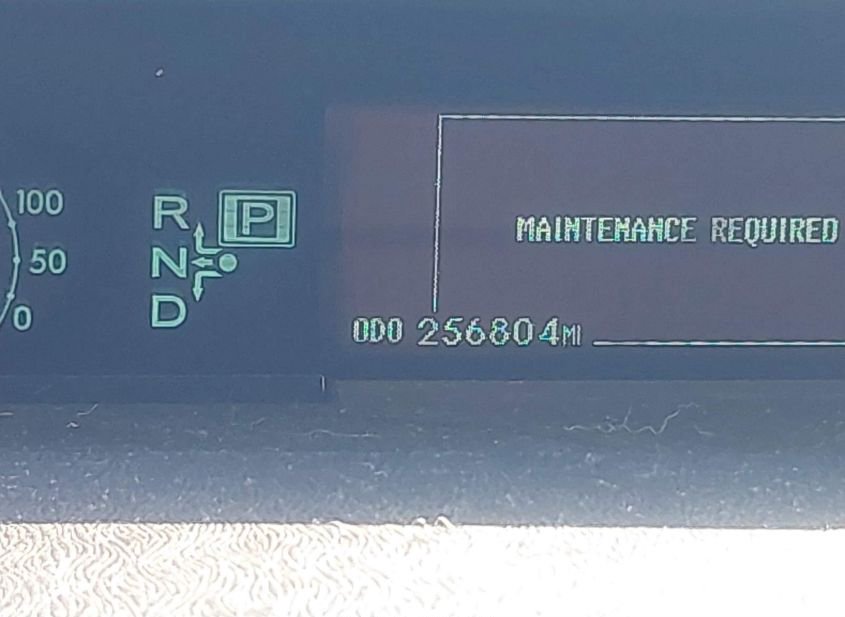 100
50
0
R P
N
D
MAINTENANCE REQUIRED
ODO 256804MI